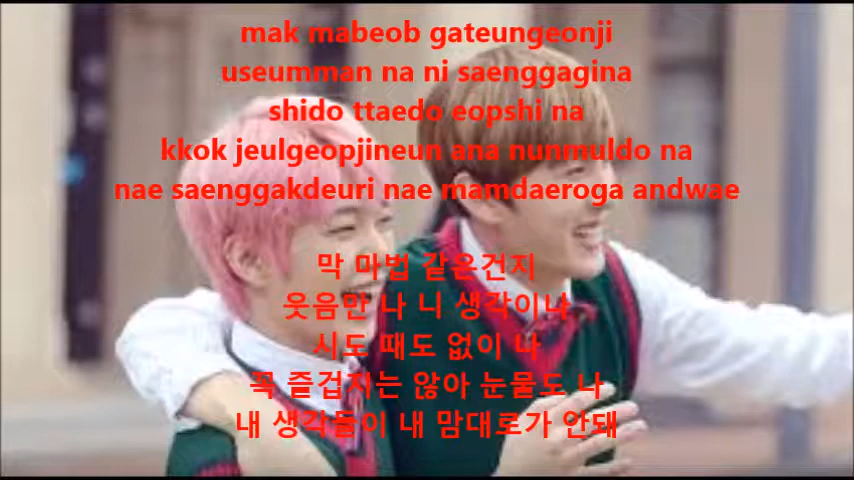 mak mabeob gateungeonji
useumman na ni saenggagina
shido ttaedo eopshi na
kkok jeulgeopjineun ana nunmuldo na
nae saenggakdeuri nae mamdaeroga andwae
막 마법 같은건지
웃음만 나 니 생각이나
시도 때도 없이 나
꼭 즐겁지는 않아 눈물도 나
내 생각들이 내 맘대로가 안돼